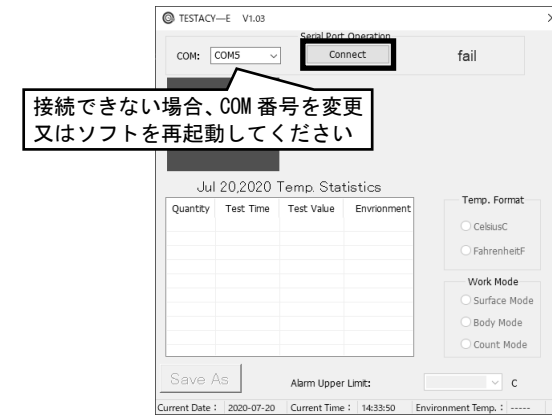 TESTACY—E V1.03
Serial Port Operation
COM: COM5 Connect fail
接続できない場合、COM 番号を変更
又はソフトを再起動してください
Jul 20,2020 Temp. Statistics
Quantity Test Time Test Value Envrionment
Temp. Format
CelsiusC
FahrenheitF
Work Mode
Surface Mode
Body Mode
Count Mode
Save As Alarm Upper Limit: C
Current Date： 2020-07-20 Current Time： 14:33:50 Environment Temp.： -----